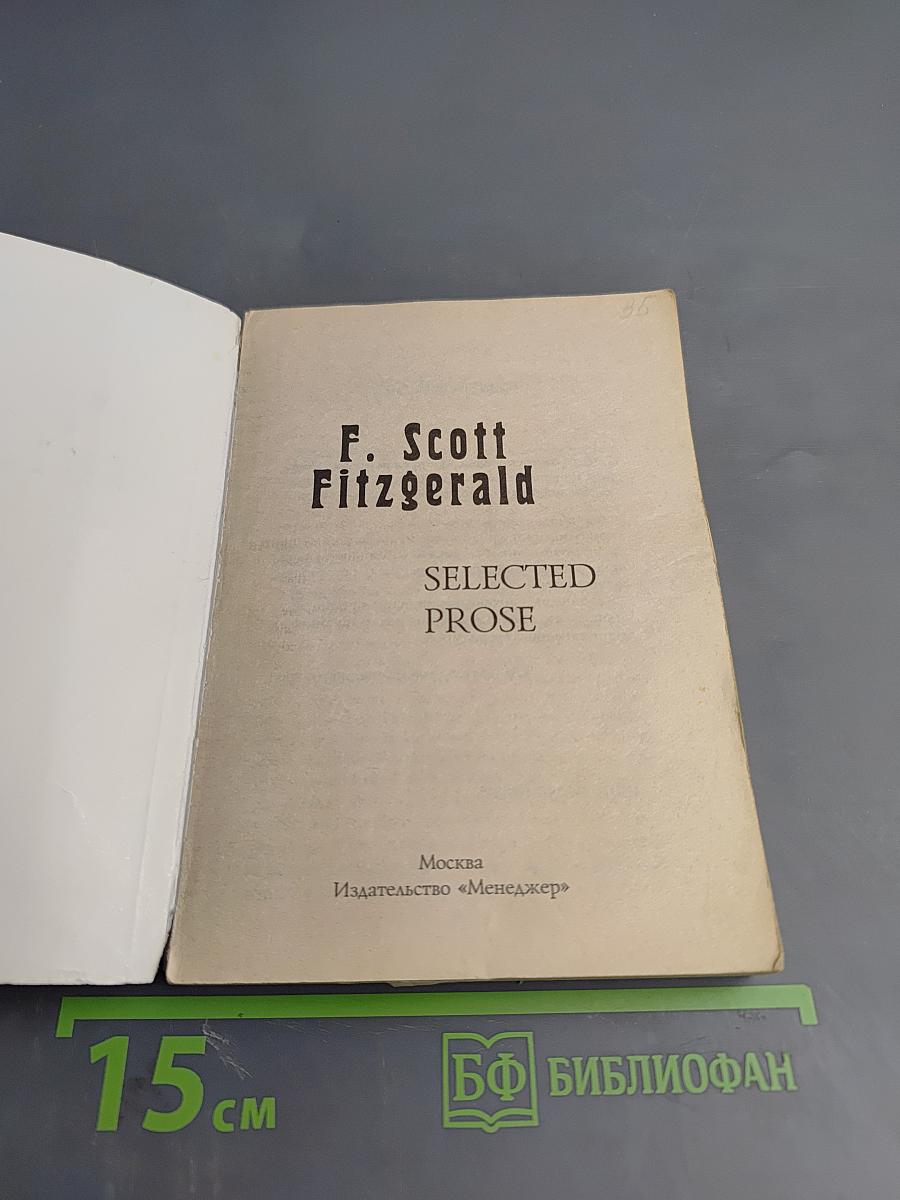 F. Scott
Fitzgerald
SELECTED
PROSE
Москва
Издательство «Менеджер»
15 см
БФ БИБЛИОФАН